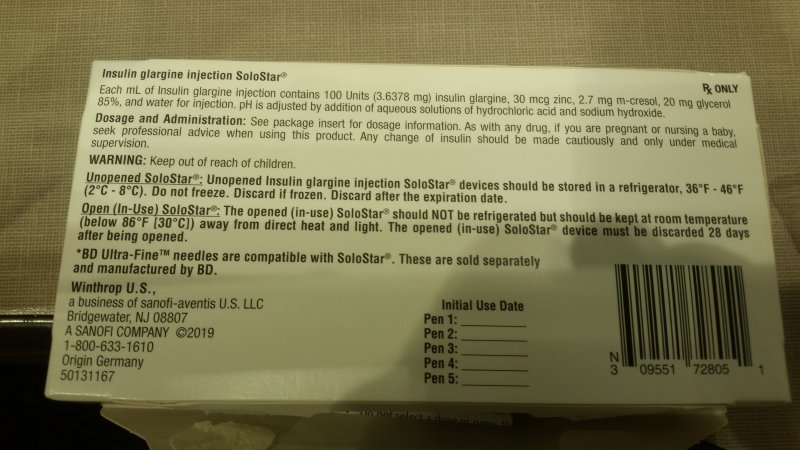 Insulin glargine injection SoloStar®
Rx ONLY
Each mL of Insulin glargine injection contains 100 Units (3.6378 mg) insulin glargine, 30 mcg zinc, 2.7 mg m-cresol, 20 mg glycerol
85%, and water for injection. pH is adjusted by addition of aqueous solutions of hydrochloric acid and sodium hydroxide.
Dosage and Administration: See package insert for dosage information. As with any drug, if you are pregnant or nursing a baby,
seek professional advice when using this product. Any change of insulin should be made cautiously and only under medical
supervision.
WARNING: Keep out of reach of children.
Unopened SoloStar®: Unopened Insulin glargine injection SoloStar® devices should be stored in a refrigerator, 36°F - 46°F
(2°C - 8°C). Do not freeze. Discard if frozen. Discard after the expiration date.
Open (In-Use) SoloStar®: The opened (in-use) SoloStar® should NOT be refrigerated but should be kept at room temperature
(below 86°F [30°C]) away from direct heat and light. The opened (in-use) SoloStar® device must be discarded 28 days
after being opened.
*BD Ultra-Fine™ needles are compatible with SoloStar®. These are sold separately
and manufactured by BD.
Winthrop U.S.,
a business of sanofi-aventis U.S. LLC
Bridgewater, NJ 08807
A SANOFI COMPANY ©2019
1-800-633-1610
Origin Germany
50131167
Initial Use Date
Pen 1:
Pen 2:
Pen 3:
Pen 4:
Pen 5:
N
3 09551 72805 1
Do not select a dose or press th